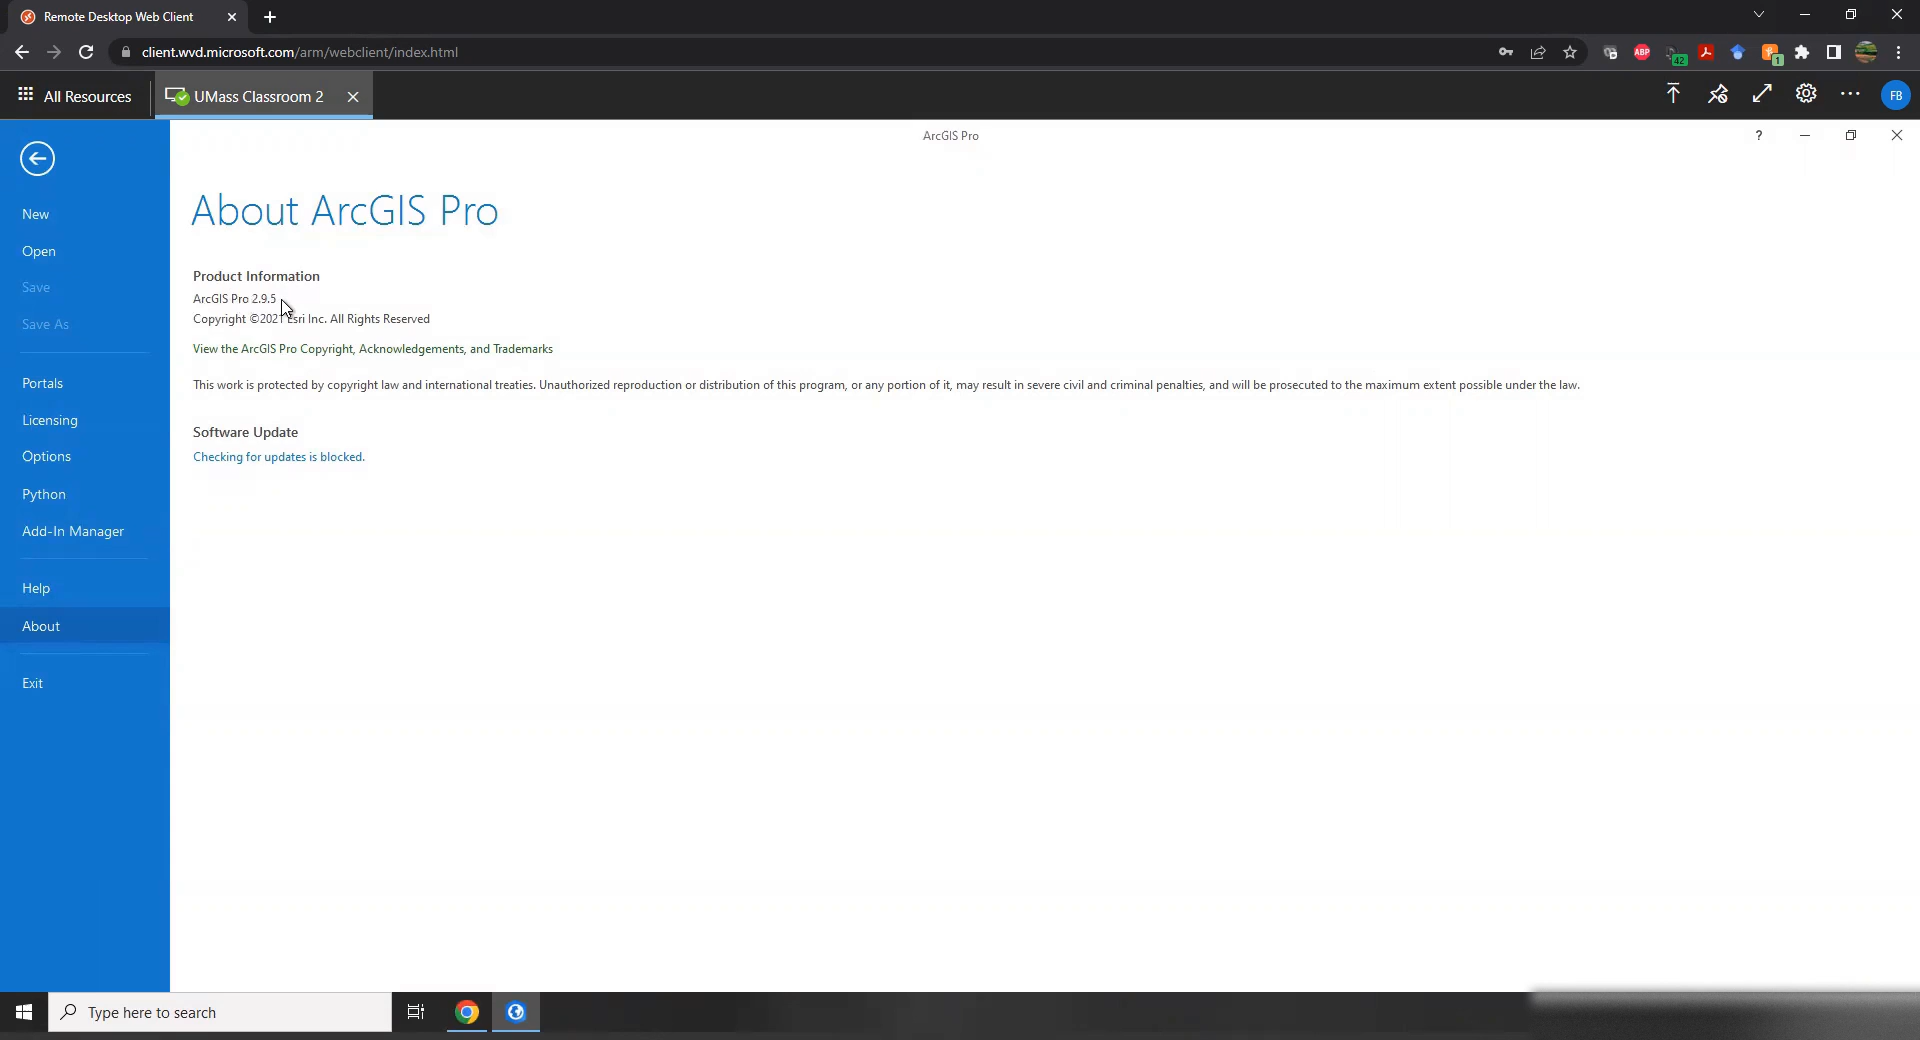 Remote Desktop Web Client
client.wvd.microsoft.com/arm/webclient/index.html
ABP
42
1
All Resources
UMass Classroom 2
FB
ArcGIS Pro
?
About ArcGIS Pro
New
Open
Save
Save As
Portals
Licensing
Options
Python
Add-In Manager
Help
About
Exit
Product Information
ArcGIS Pro 2.9.5
Copyright ©2021 Esri Inc. All Rights Reserved
View the ArcGIS Pro Copyright, Acknowledgements, and Trademarks
This work is protected by copyright law and international treaties. Unauthorized reproduction or distribution of this program, or any portion of it, may result in severe civil and criminal penalties, and will be prosecuted to the maximum extent possible under the law.
Software Update
Checking for updates is blocked.
Type here to search